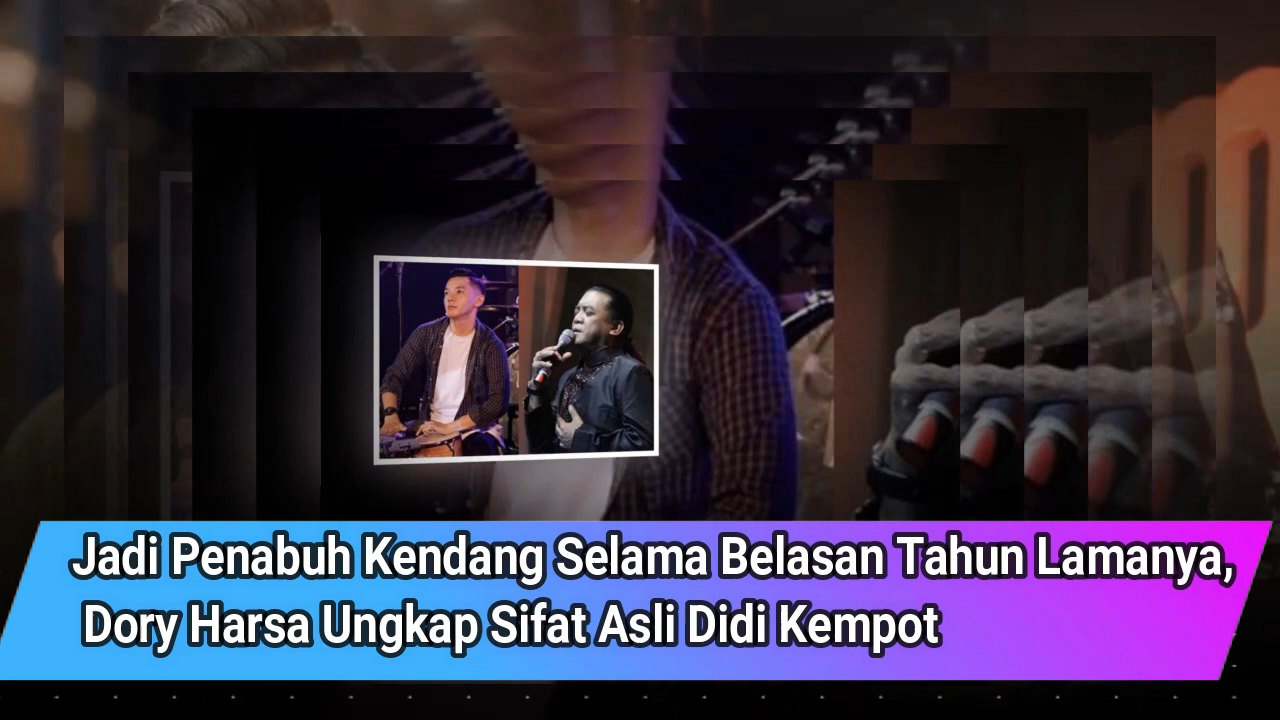 Jadi Penabuh Kendang Selama Belasan Tahun Lamanya,
Dory Harsa Ungkap Sifat Asli Didi Kempot